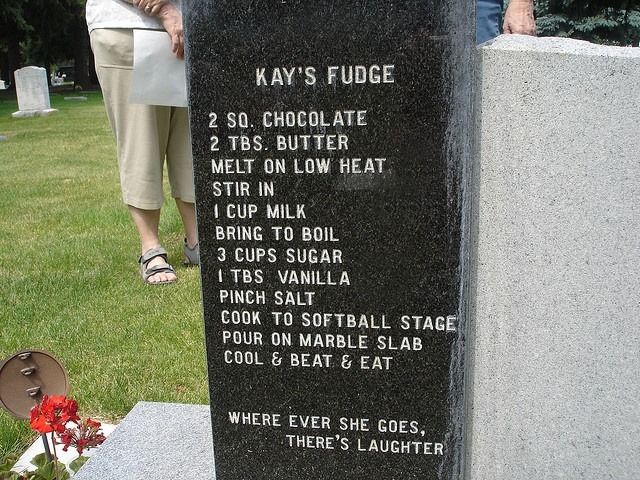 KAY'S FUDGE
2 SQ. CHOCOLATE
2 TBS. BUTTER
MELT ON LOW HEAT
STIR IN
1 CUP MILK
BRING TO BOIL
3 CUPS SUGAR
1 TBS VANILLA
PINCH SALT
COOK TO SOFTBALL STAGE
POUR ON MARBLE SLAB
COOL & BEAT & EAT
WHERE EVER SHE GOES,
THERE'S LAUGHTER